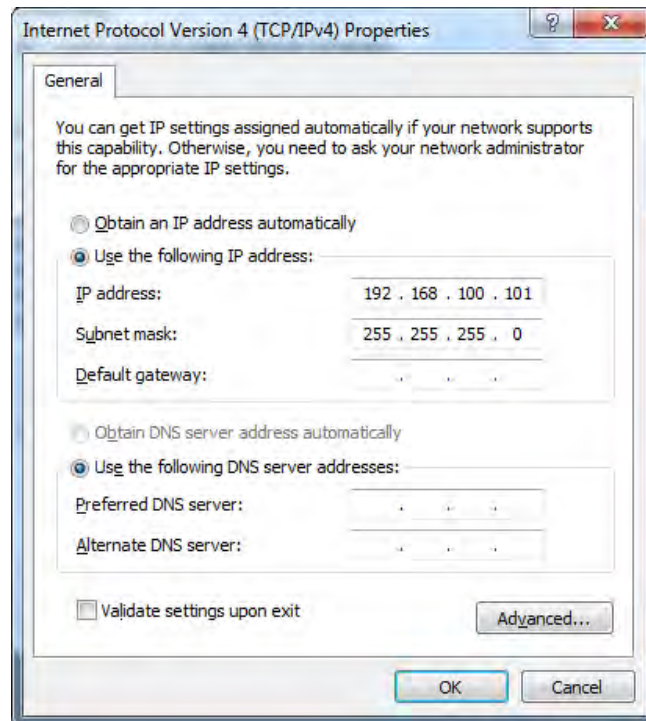 Internet Protocol Version 4 (TCP/IPv4) Properties
?
General
You can get IP settings assigned automatically if your network supports
this capability. Otherwise, you need to ask your network administrator
for the appropriate IP settings.
Obtain an IP address automatically
Use the following IP address:
IP address: 192 . 168 . 100 . 101
Subnet mask: 255 . 255 . 255 . 0
Default gateway: . . .
Obtain DNS server address automatically
Use the following DNS server addresses:
Preferred DNS server: . . .
Alternate DNS server: . . .
Validate settings upon exit
Advanced...
OK Cancel